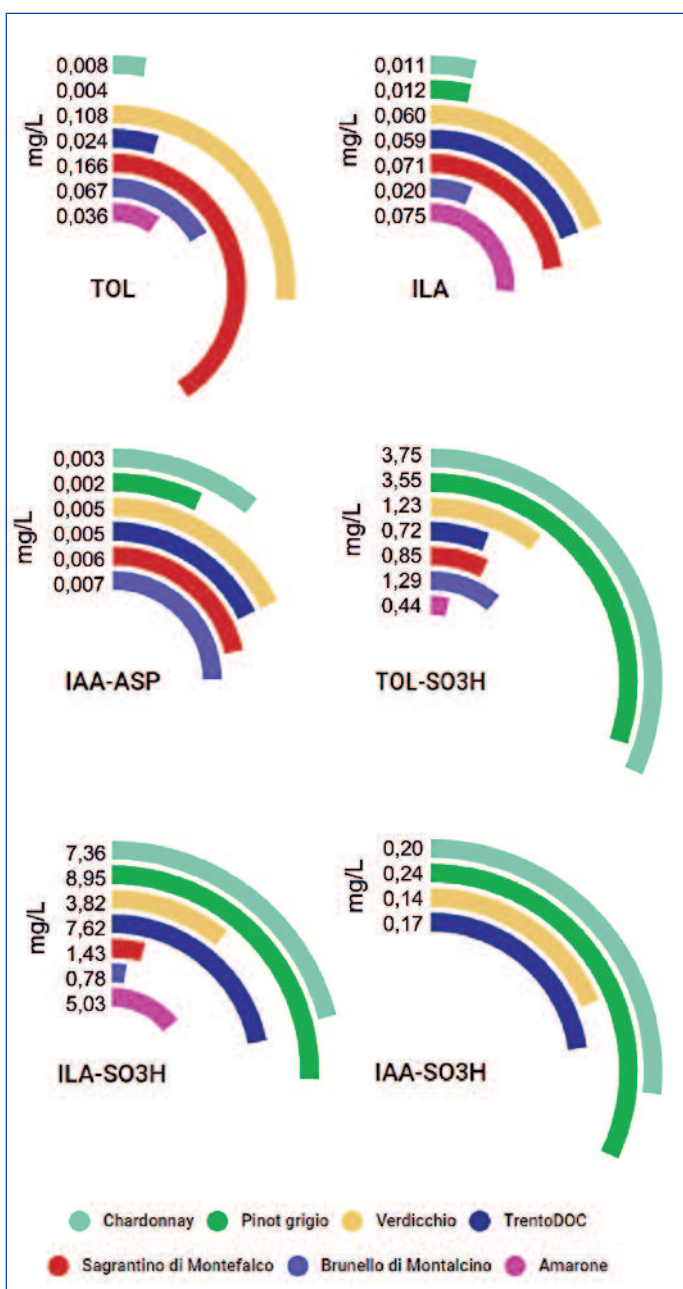 0,008
0,004
0,108
0,024
0,166
0,067
0,036
mg/L
TOL
0,011
0,012
0,060
0,059
0,071
0,020
0,075
mg/L
ILA
0,003
0,002
0,005
0,005
0,006
0,007
mg/L
IAA-ASP
3,75
3,55
1,23
0,72
0,85
1,29
0,44
mg/L
TOL-SO3H
7,36
8,95
3,82
7,62
1,43
0,78
5,03
mg/L
ILA-SO3H
0,20
0,24
0,14
0,17
mg/L
IAA-SO3H
Chardonnay Pinot grigio Verdicchio TrentoDOC
Sagrantino di Montefalco Brunello di Montalcino Amarone